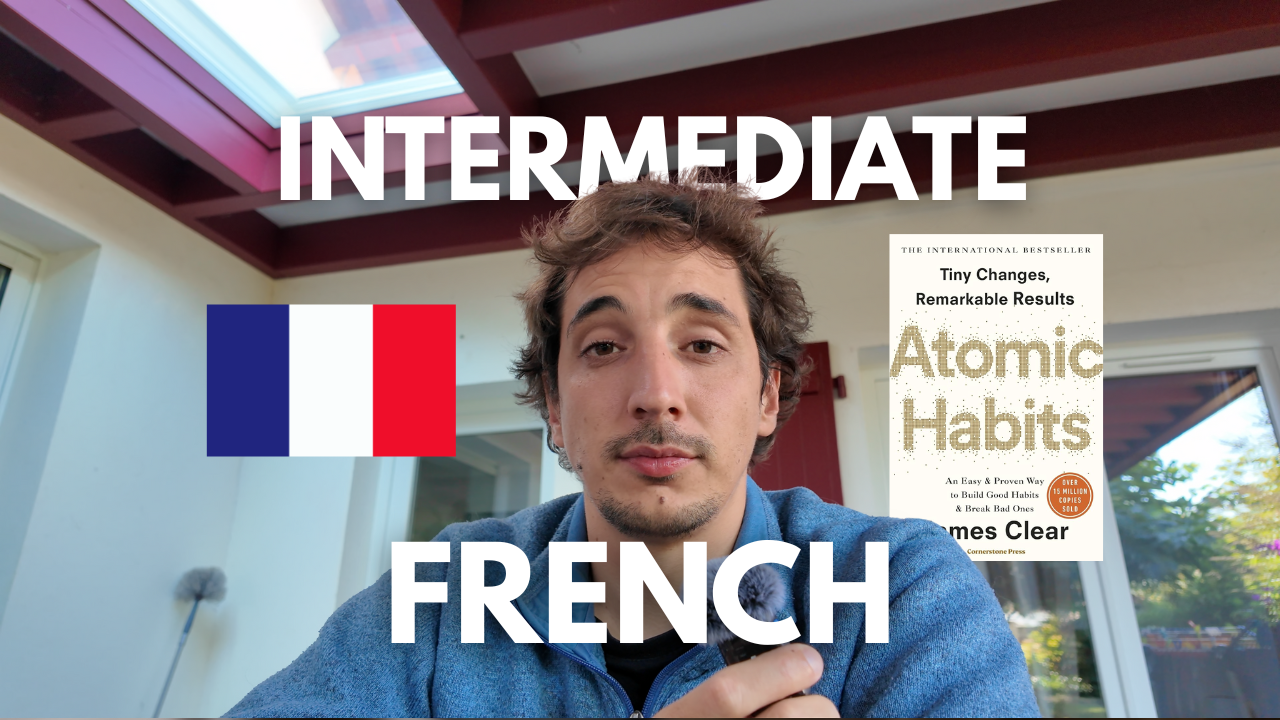 INTERMEDIATE
THE INTERNATIONAL BESTSELLER
Tiny Changes,
Remarkable Results
Atomic
Habits
An Easy & Proven Way
to Build Good Habits
& Break Bad Ones
OVER
15 MILLION
COPIES
SOLD
mes Clear
Cornerstone Press
FRENCH